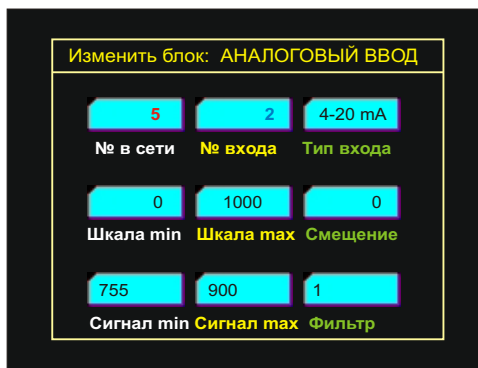 Изменить блок: АНАЛОГОВЫЙ ВВОД
5 2 4-20 mA
№ в сети № входа Тип входа
0 1000 0
Шкала min Шкала max Смещение
755 900 1
Сигнал min Сигнал max Фильтр